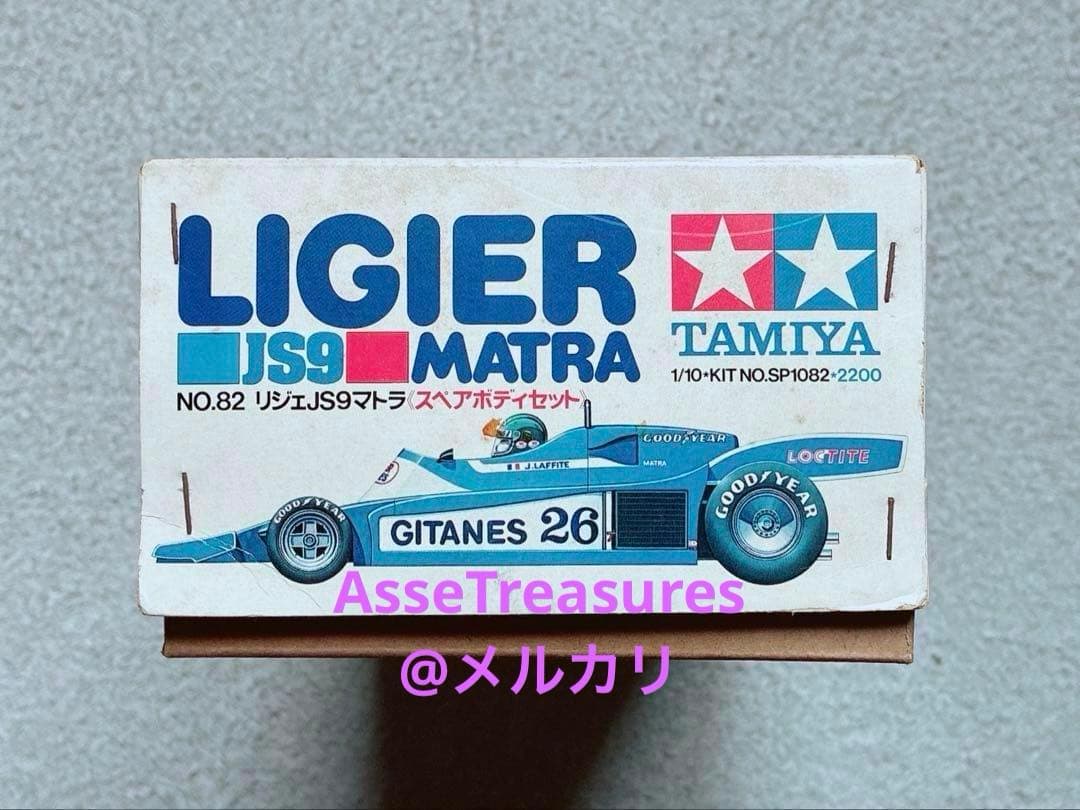 LIGIER
JS9 MATRA
TAMIYA
1/10★KIT NO.SP1082★2200
NO.82 リジェJS9マトラ《スペアボディセット》
GOODYEAR
MATRA
LOCTITE
J.LAFFITE
GOODYEAR
GOODYEAR
GITANES 26
AsseTreasures
@メルカリ